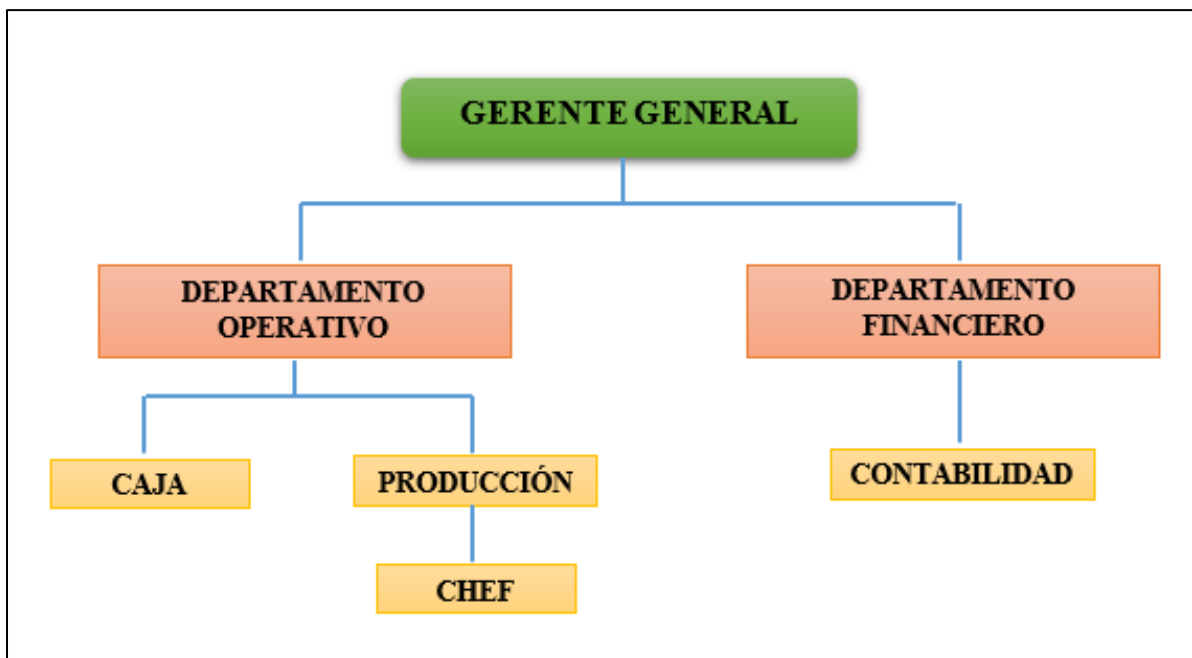 GERENTE GENERAL
DEPARTAMENTO
OPERATIVO
DEPARTAMENTO
FINANCIERO
CAJA
PRODUCCIÓN
CONTABILIDAD
CHEF